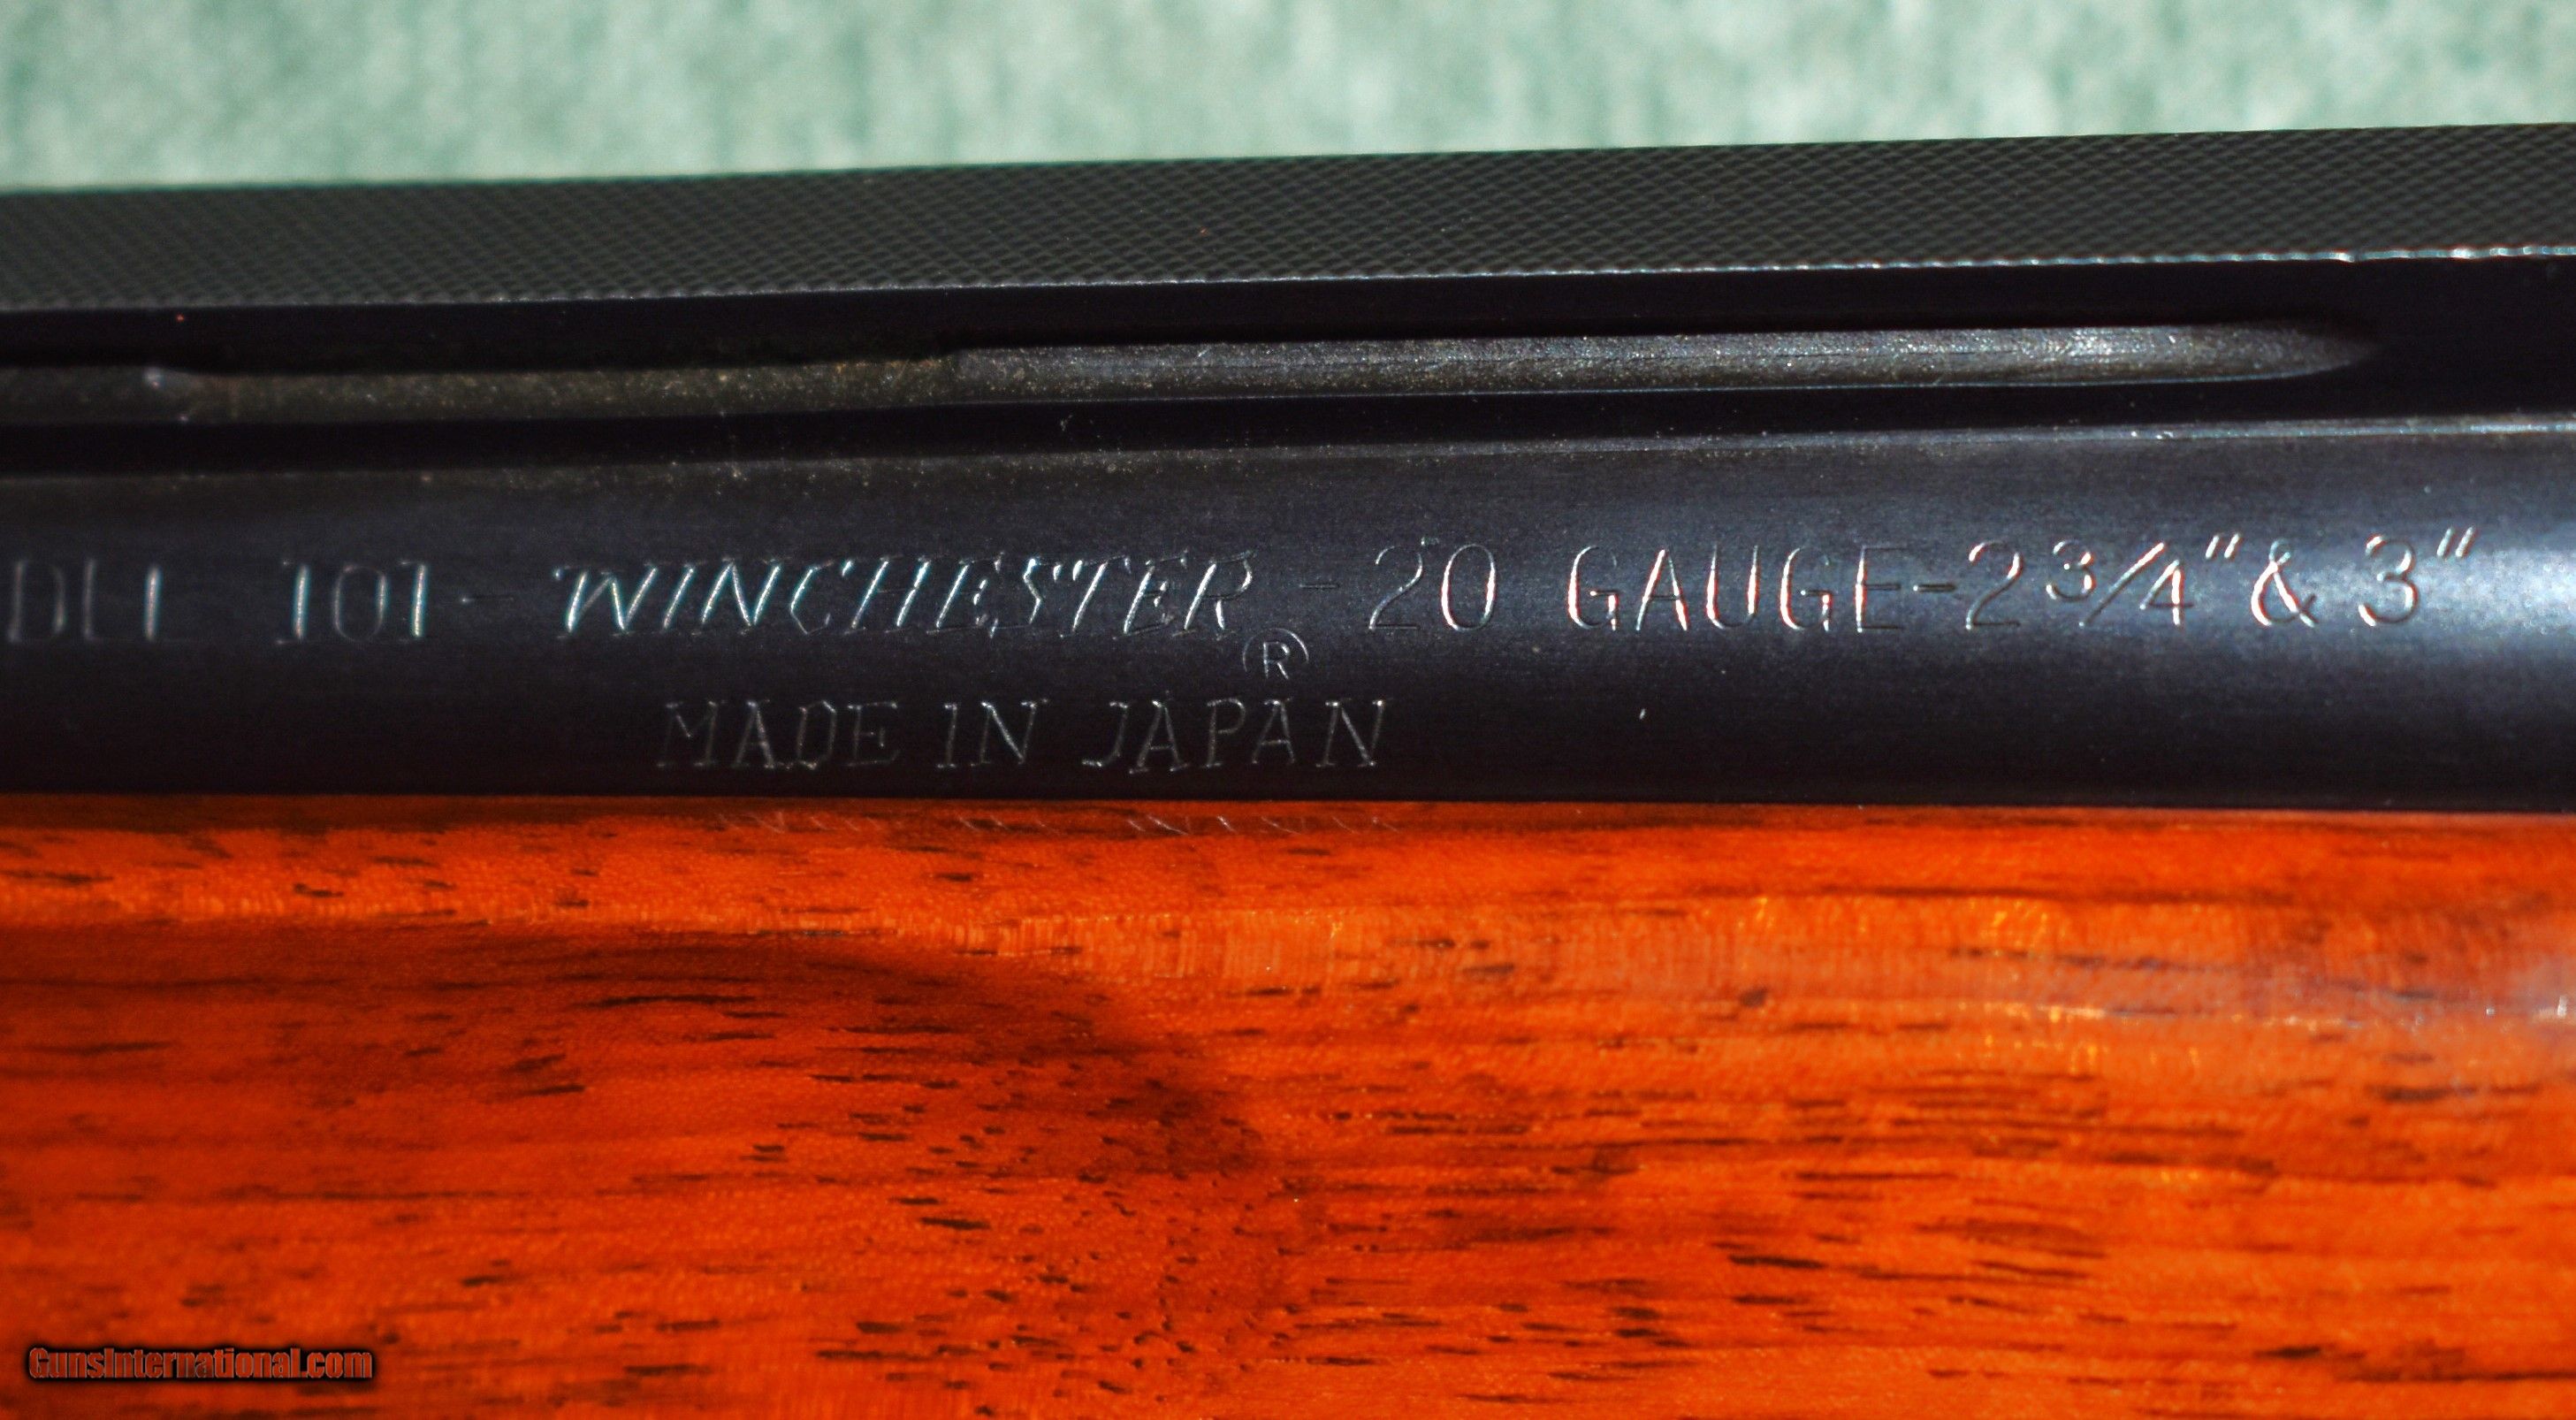 DEL 101 - WINCHESTER ® - 20 GAUGE - 2 3/4" & 3"
MADE IN JAPAN
GunsInternational.com